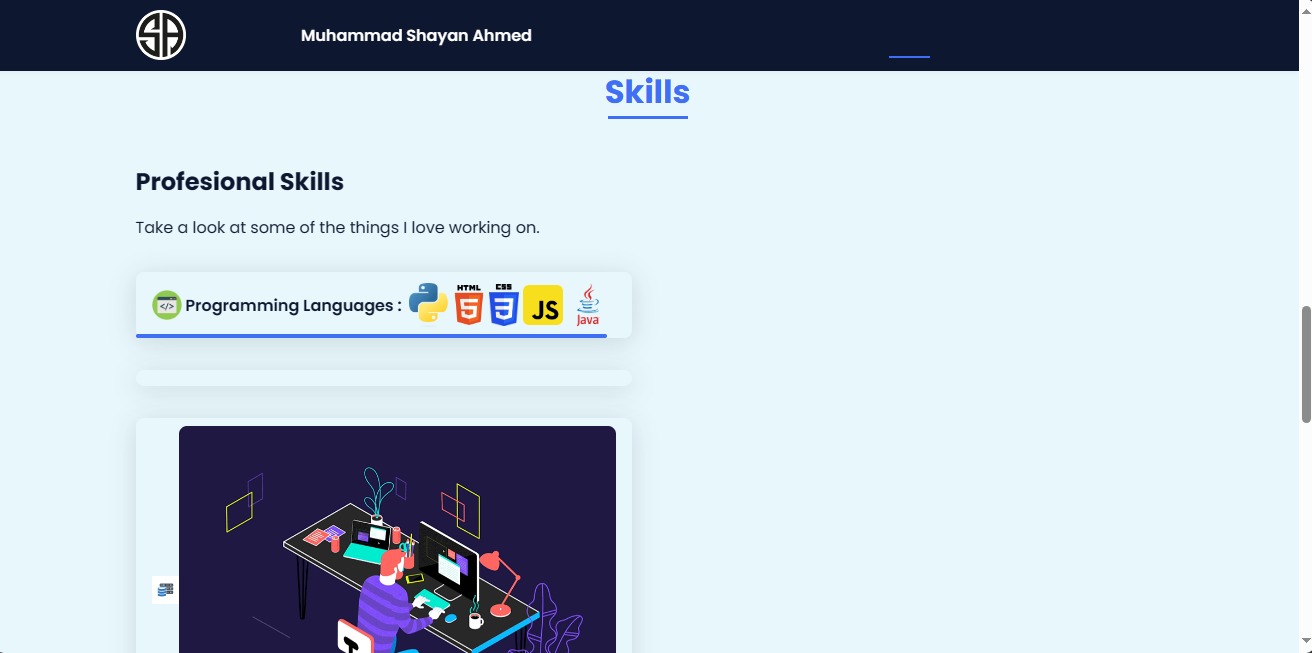 SA
Muhammad Shayan Ahmed
Skills
Profesional Skills
Take a look at some of the things I love working on.
</> Programming Languages : HTML 5 CSS 3 JS Java